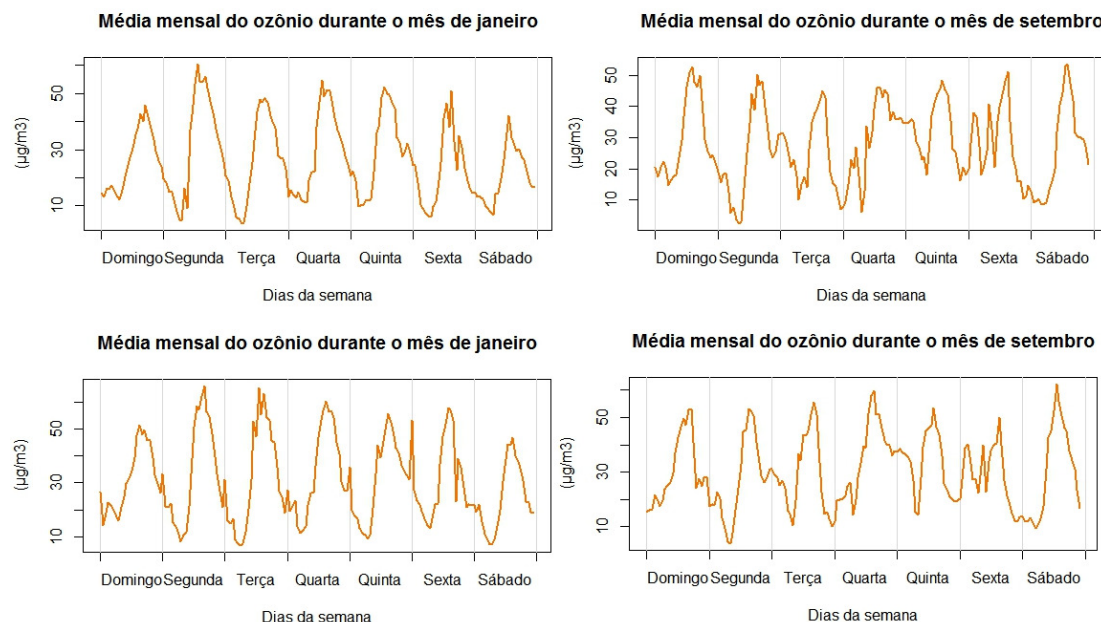 Média mensal do ozônio durante o mês de janeiro
(µg/m3)
50
30
10
Domingo Segunda Terça Quarta Quinta Sexta Sábado
Dias da semana
Média mensal do ozônio durante o mês de setembro
(µg/m3)
50
40
30
20
10
Domingo Segunda Terça Quarta Quinta Sexta Sábado
Dias da semana
Média mensal do ozônio durante o mês de janeiro
(µg/m3)
50
30
10
Domingo Segunda Terça Quarta Quinta Sexta Sábado
Dias da semana
Média mensal do ozônio durante o mês de setembro
(µg/m3)
50
30
10
Domingo Segunda Terça Quarta Quinta Sexta Sábado
Dias da semana